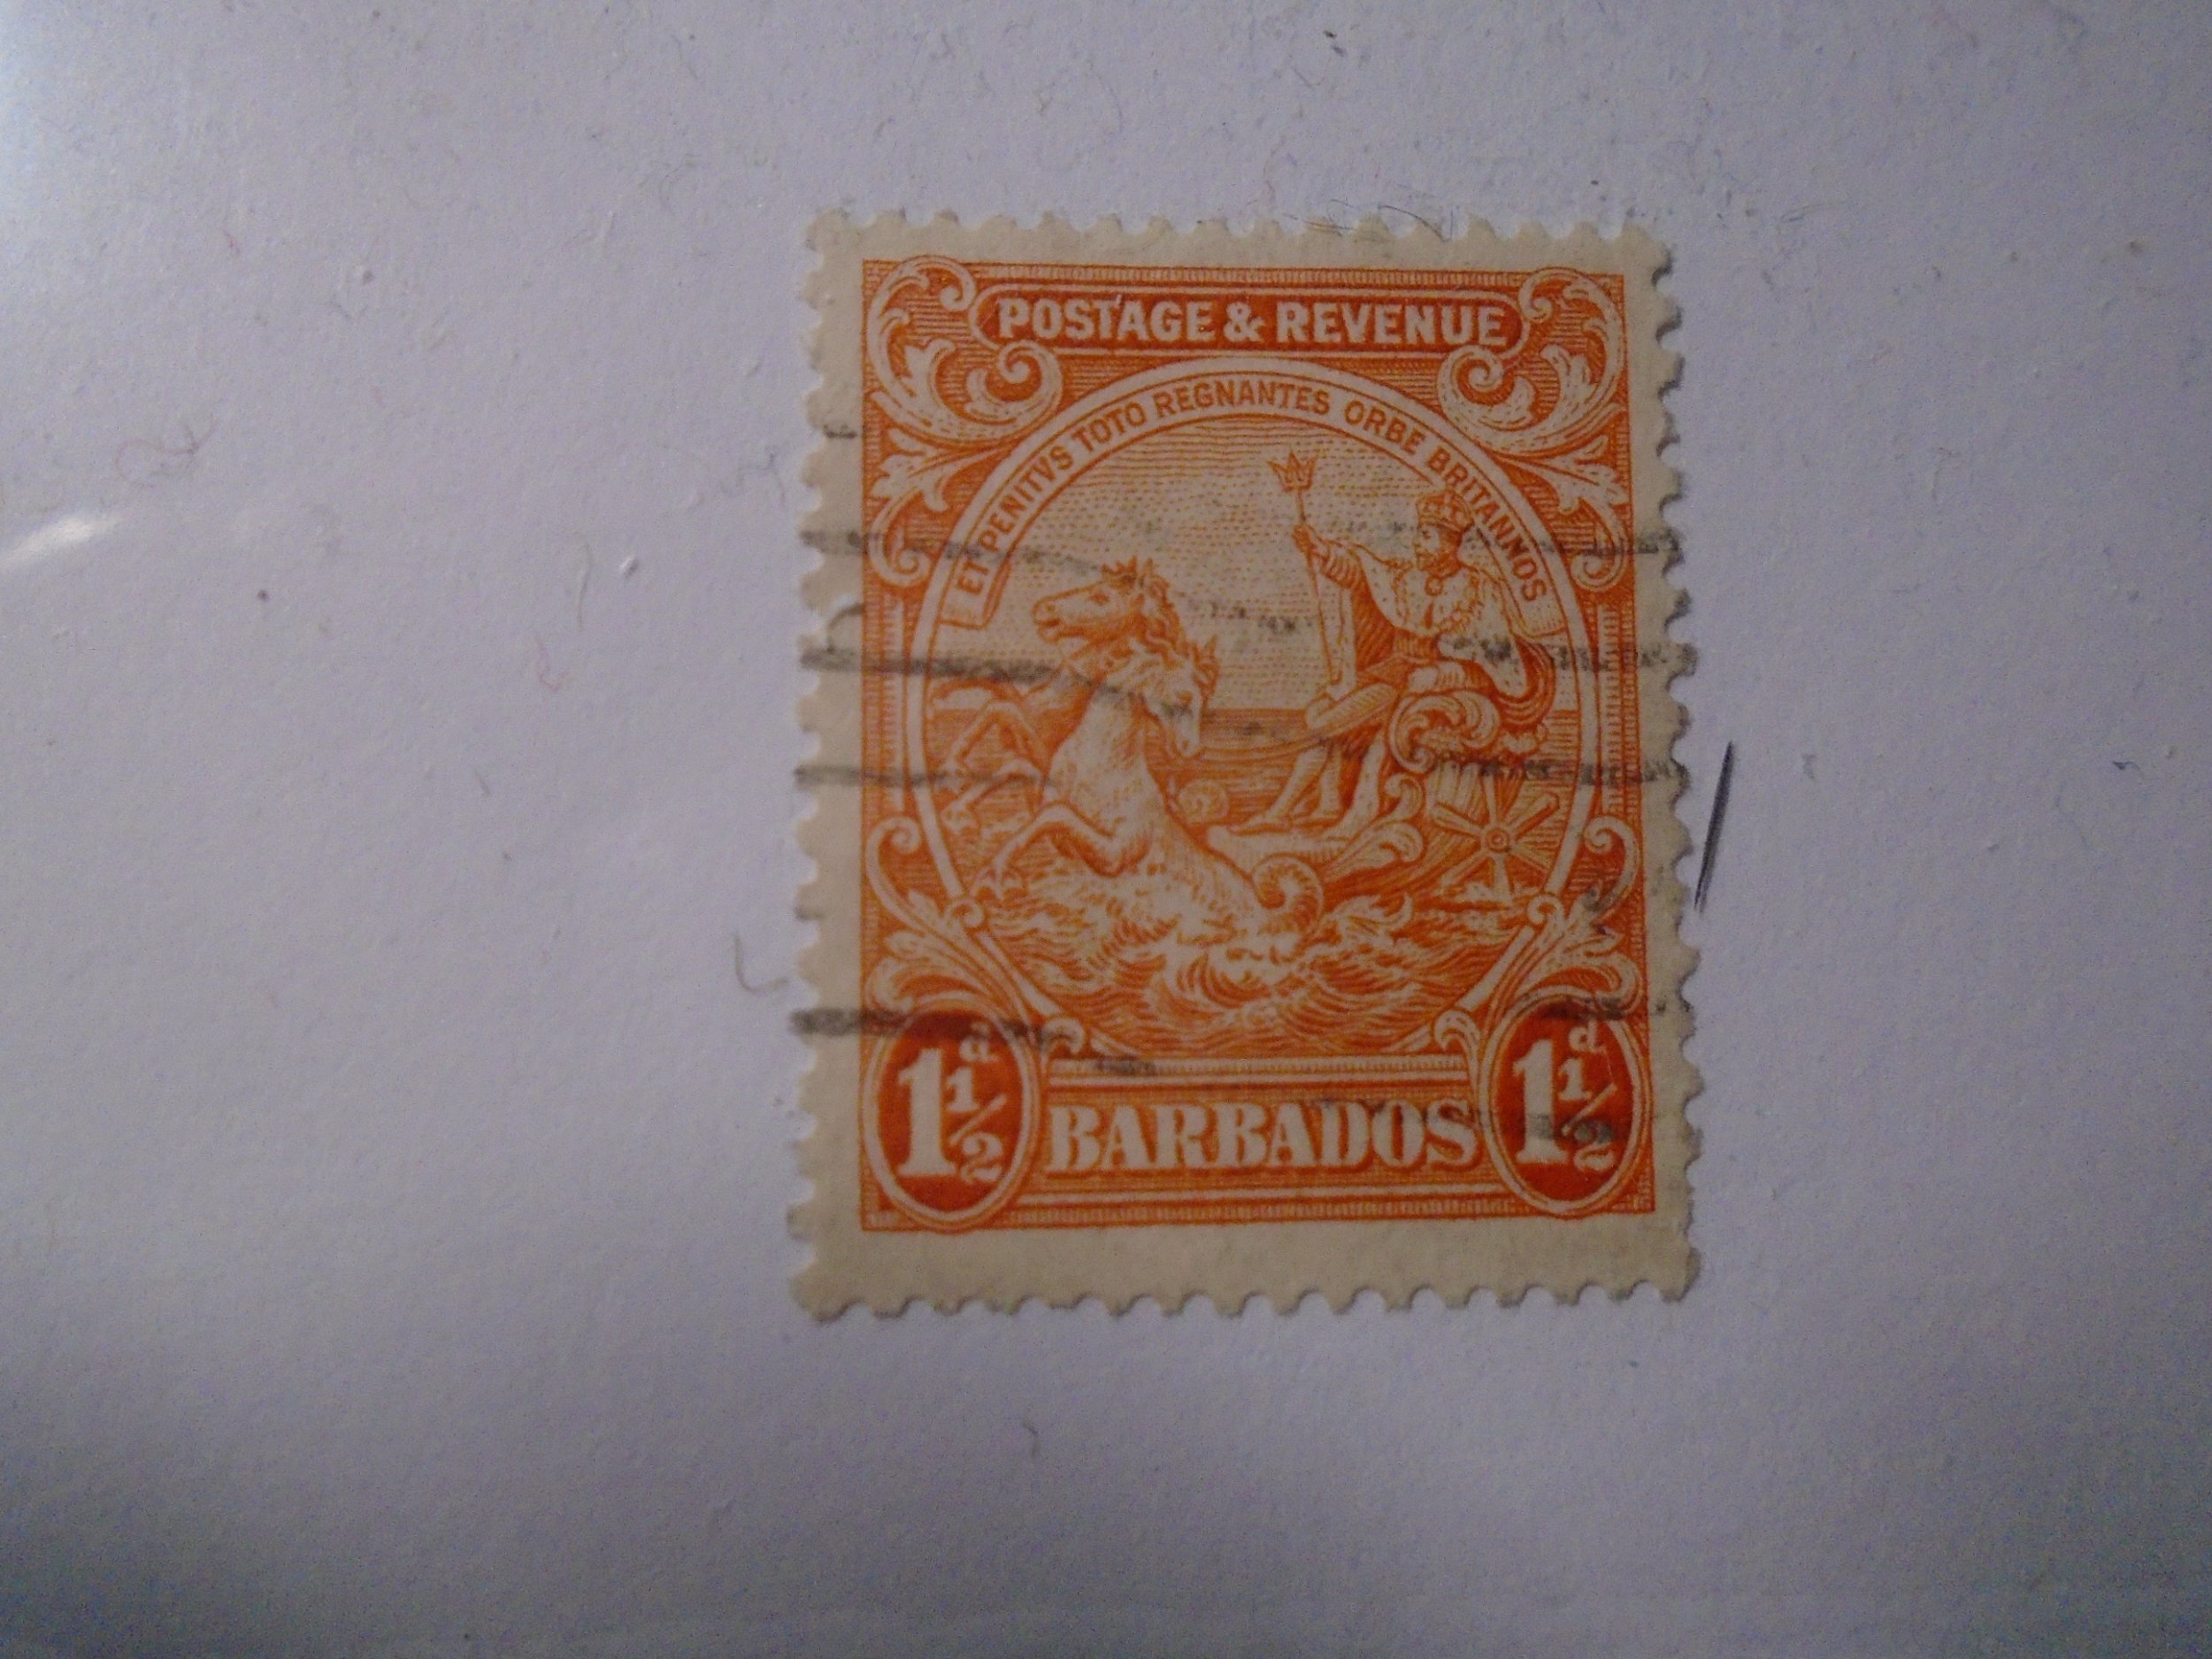 POSTAGE & REVENUE
ET PENITVS TOTO REGNANTES ORBE BRITANNOS
1½d BARBADOS 1½d